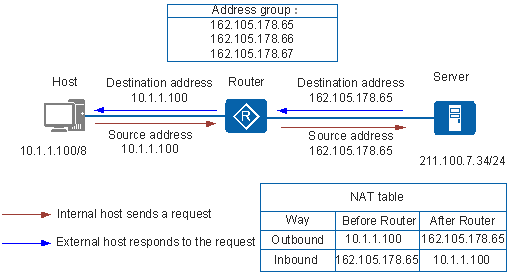 Address group :
162.105.178.65
162.105.178.66
162.105.178.67
Host
Destination address
10.1.1.100
Router
Destination address
162.105.178.65
Server
R
10.1.1.100/8
Source address
10.1.1.100
Source address
162.105.178.65
211.100.7.34/24
Internal host sends a request
External host responds to the request
NAT table
Way Before Router After Router
Outbound 10.1.1.100 162.105.178.65
Inbound 162.105.178.65 10.1.1.100